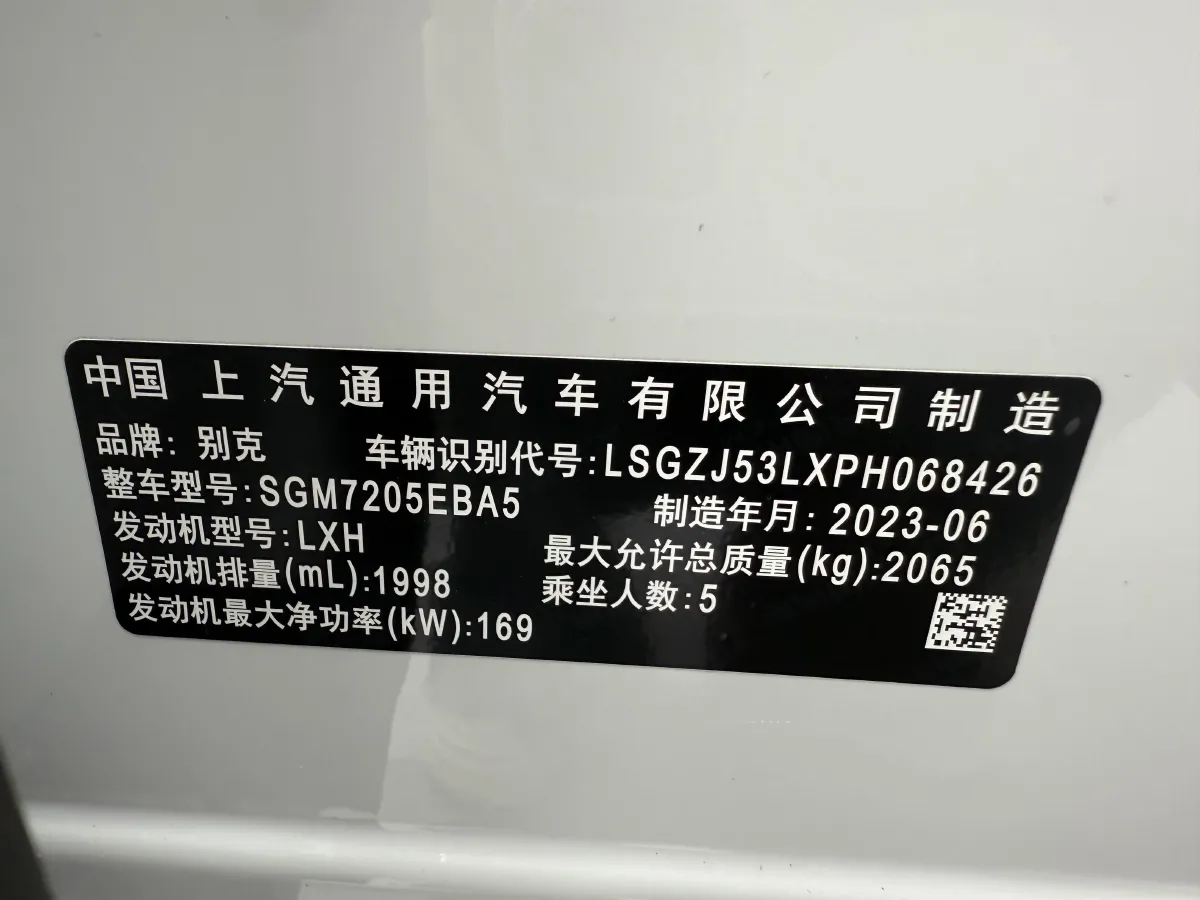 中国 上汽通用汽车有限公司制造
品牌: 别克 车辆识别代号:LSGZJ53LXPH068426
整车型号:SGM7205EBA5 制造年月: 2023-06
发动机型号:LXH 最大允许总质量(kg):2065
发动机排量(mL):1998 乘坐人数:5
发动机最大净功率(kW):169